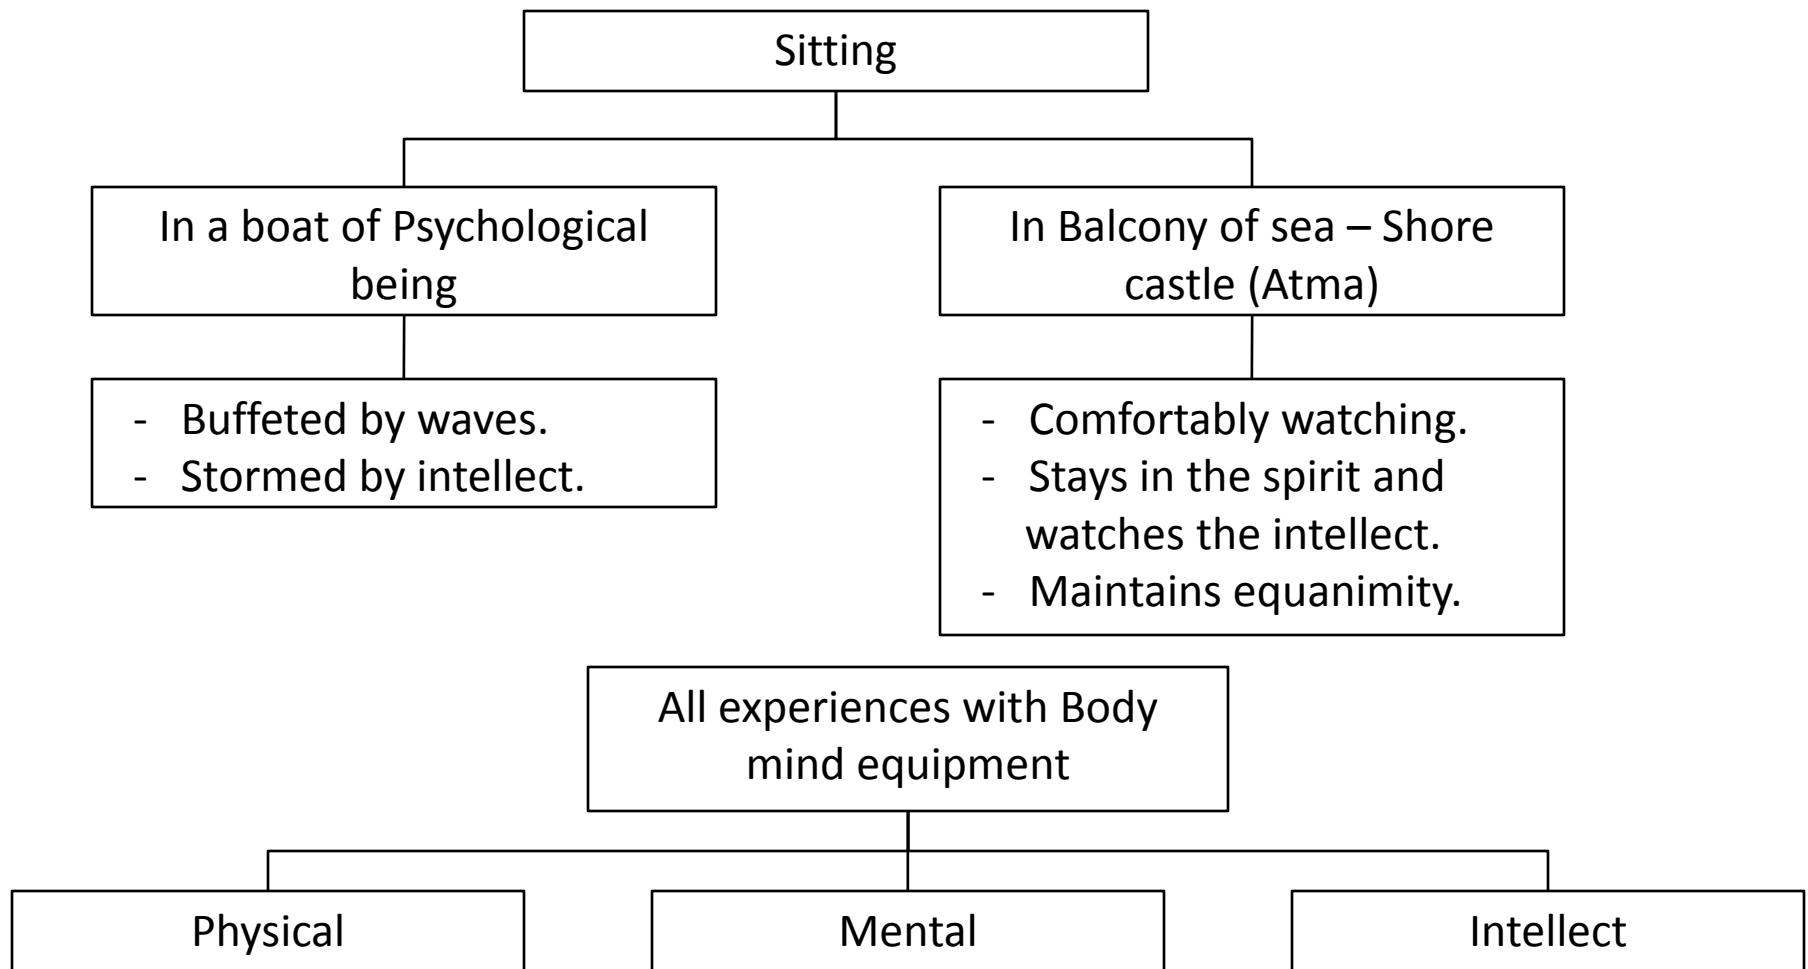 Sitting
In a boat of Psychological
being
In Balcony of sea – Shore
castle (Atma)
- Buffeted by waves.
- Stormed by intellect.
- Comfortably watching.
- Stays in the spirit and
watches the intellect.
- Maintains equanimity.
All experiences with Body
mind equipment
Physical
Mental
Intellect